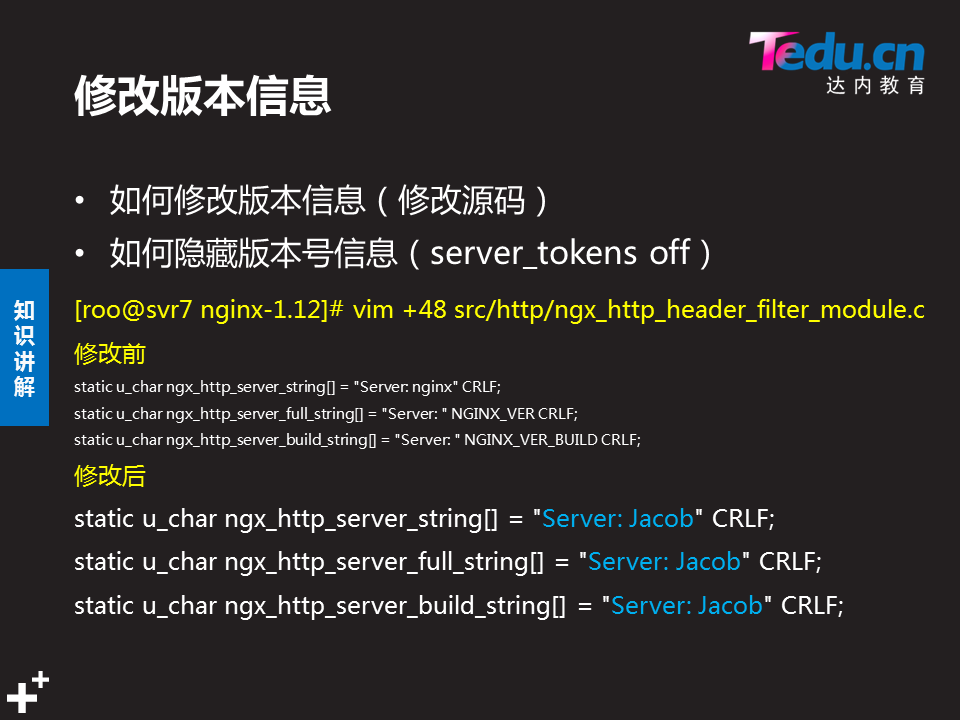 Tedu.cn
达内教育
修改版本信息
• 如何修改版本信息（修改源码）
• 如何隐藏版本号信息（server_tokens off）
知识讲解
[roo@svr7 nginx-1.12]# vim +48 src/http/ngx_http_header_filter_module.c
修改前
static u_char ngx_http_server_string[] = "Server: nginx" CRLF;
static u_char ngx_http_server_full_string[] = "Server: " NGINX_VER CRLF;
static u_char ngx_http_server_build_string[] = "Server: " NGINX_VER_BUILD CRLF;
修改后
static u_char ngx_http_server_string[] = "Server: Jacob" CRLF;
static u_char ngx_http_server_full_string[] = "Server: Jacob" CRLF;
static u_char ngx_http_server_build_string[] = "Server: Jacob" CRLF;